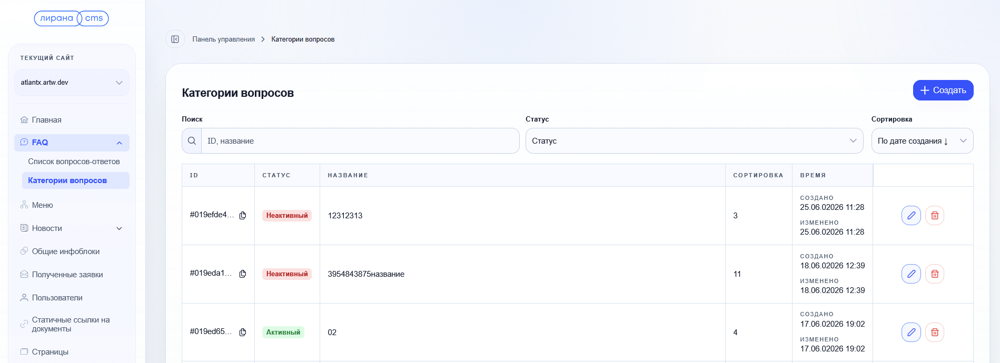 лирана cms
ТЕКУЩИЙ САЙТ
atlantx.artw.dev
Главная
FAQ
Список вопросов-ответов
Категории вопросов
Меню
Новости
Общие инфоблоки
Полученные заявки
Пользователи
Статичные ссылки на
документы
Страницы
Панель управления > Категории вопросов
Категории вопросов
+ Создать
Поиск
ID, название
Статус
Статус
Сортировка
По дате создания ↓
ID СТАТУС НАЗВАНИЕ СОРТИРОВКА ВРЕМЯ
#019efde4... Неактивный 12312313 3
СОЗДАНО
25.06.02026 11:28
ИЗМЕНЕНО
25.06.02026 11:28
#019eda1... Неактивный 3954843875название 11
СОЗДАНО
18.06.02026 12:39
ИЗМЕНЕНО
18.06.02026 12:39
#019ed65... Активный 02 4
СОЗДАНО
17.06.02026 19:02
ИЗМЕНЕНО
17.06.02026 19:02